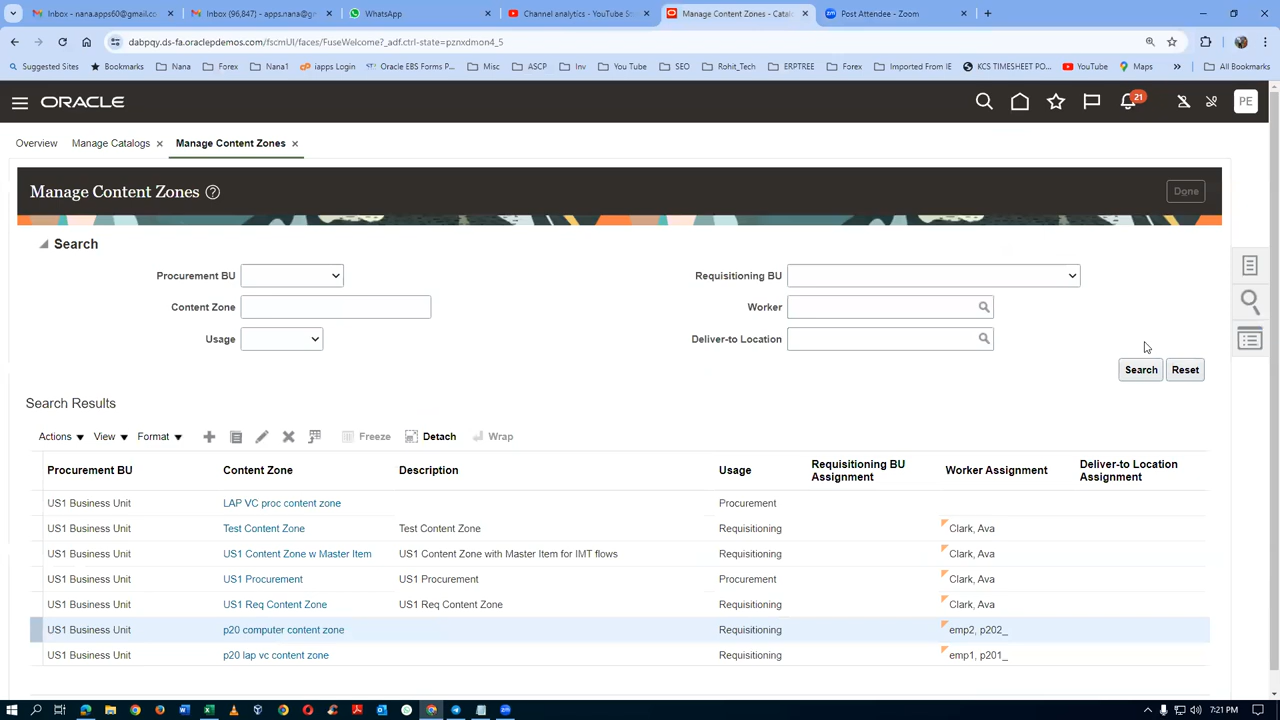 Inbox - nana.apps60@gmail.co
Inbox (96,847) - apps.nana@gm
WhatsApp
Channel analytics - YouTube St
Manage Content Zones - Catalo
Post Attendee - Zoom
dabpqy.ds-fa.oraclepdemos.com/fscmUI/faces/FuseWelcome?_adf.ctrl-state=pznxdmon4_5
Suggested Sites Bookmarks Nana Forex Nana1 iapps Login Oracle EBS Forms P... Misc ASCP Inv You Tube SEO Rohit_Tech ERPTREE Forex Imported From IE KCS TIMESHEET PO... YouTube Maps » All Bookmarks
ORACLE
21
PE
Overview Manage Catalogs × Manage Content Zones ×
Manage Content Zones ?
Done
Search
Procurement BU
Requisitioning BU
Content Zone
Worker
Usage
Deliver-to Location
Search Reset
Search Results
Actions View Format Freeze Detach Wrap
Procurement BU Content Zone Description Usage Requisitioning BU Assignment Worker Assignment Deliver-to Location Assignment
US1 Business Unit LAP VC proc content zone Procurement
US1 Business Unit Test Content Zone Test Content Zone Requisitioning Clark, Ava
US1 Business Unit US1 Content Zone w Master Item US1 Content Zone with Master Item for IMT flows Requisitioning Clark, Ava
US1 Business Unit US1 Procurement US1 Procurement Procurement Clark, Ava
US1 Business Unit US1 Req Content Zone US1 Req Content Zone Requisitioning Clark, Ava
US1 Business Unit p20 computer content zone Requisitioning emp2, p202_
US1 Business Unit p20 lap vc content zone Requisitioning emp1, p201_
7:21 PM